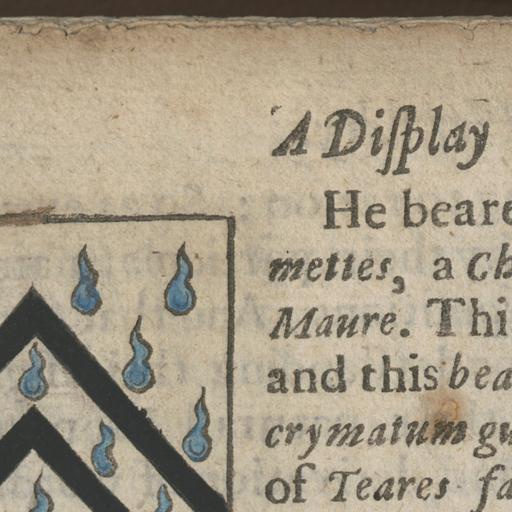 A Diſplay
He beare
mettes, a Ch
Maure. Thi
and this bea
crymatum gu
of Teares fa